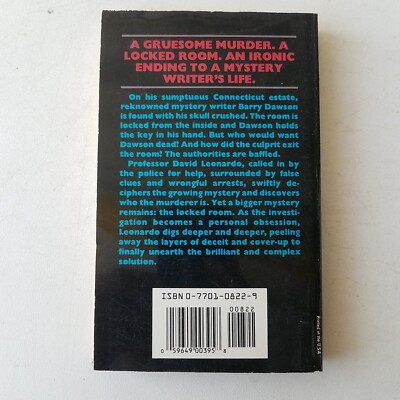 A GRUESOME MURDER. A
LOCKED ROOM. AN IRONIC
ENDING TO A MYSTERY
WRITER'S LIFE.
On his sumptuous Connecticut estate,
reknowned mystery writer Barry Dawson
is found with his skull crushed. The room is
locked from the inside and Dawson holds
the key in his hand. But who would want
Dawson dead? And how did the culprit exit
the room? The authorities are baffled.
Professor David Leonardo, called in by
the police for help, surrounded by false
clues and wrongful arrests, swiftly de-
ciphers the growing mystery and discovers
who the murderer is. Yet a bigger mystery
remains: the locked room. As the investi-
gation becomes a personal obsession,
Leonardo digs deeper and deeper, peeling
away the layers of deceit and cover-up to
finally unearth the brilliant and complex
solution.
ISBN 0-7701-0822-9
00822
0 59649 00395 8
Printed in the U.S.A.